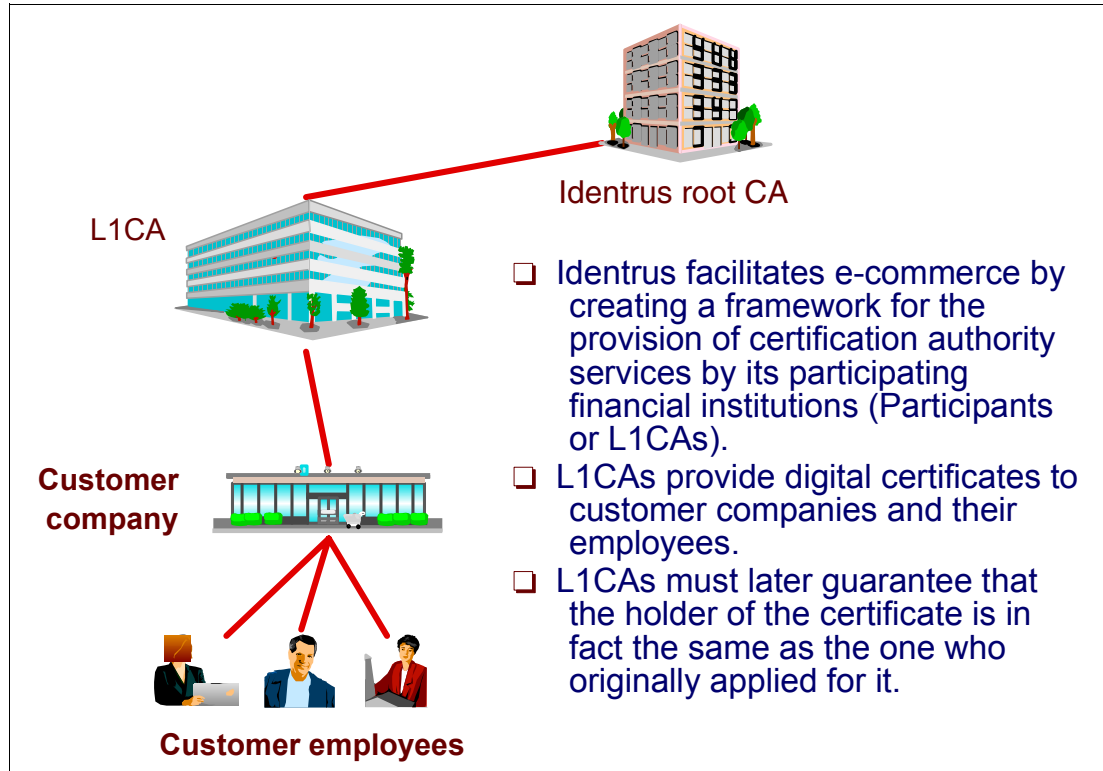 Identrus root CA
L1CA
❏ Identrus facilitates e-commerce by
creating a framework for the
provision of certification authority
services by its participating
financial institutions (Participants
or L1CAs).
❏ L1CAs provide digital certificates to
customer companies and their
employees.
❏ L1CAs must later guarantee that
the holder of the certificate is in
fact the same as the one who
originally applied for it.
Customer
company
Customer employees